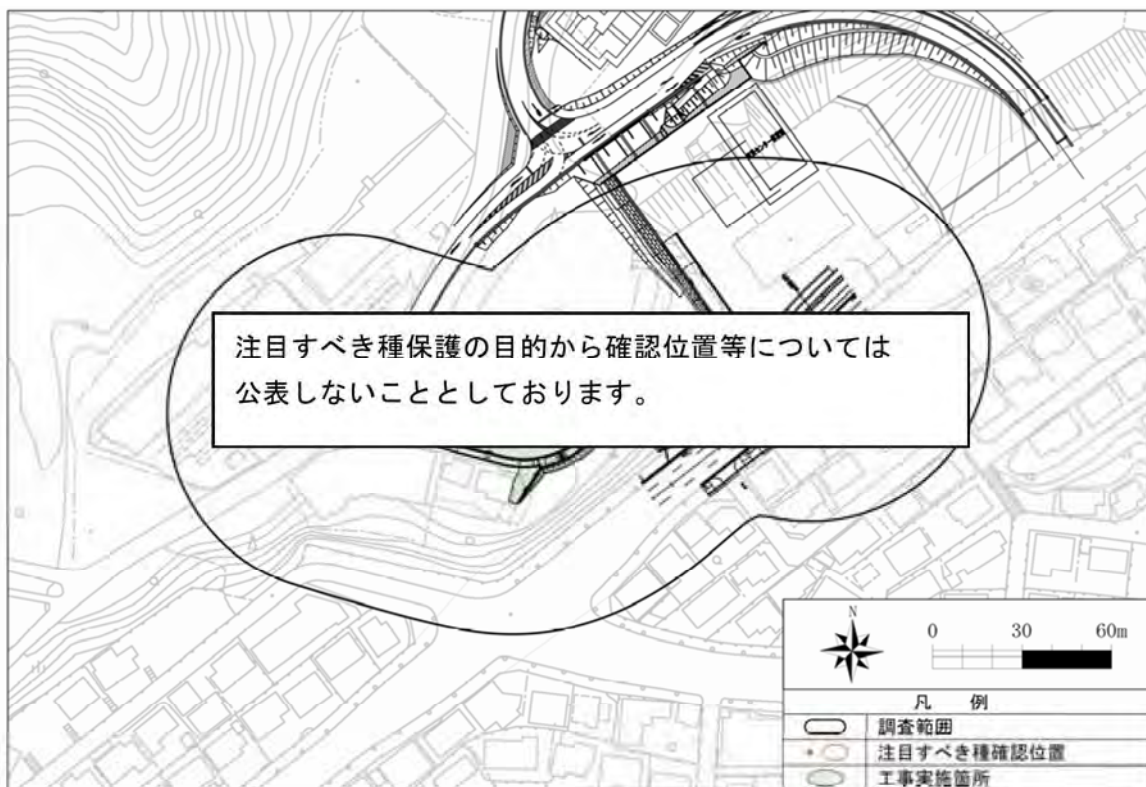 注目すべき種保護の目的から確認位置等については
公表しないこととしております。
N
0 30 60m
凡 例
調査範囲
注目すべき種確認位置
工事実施箇所